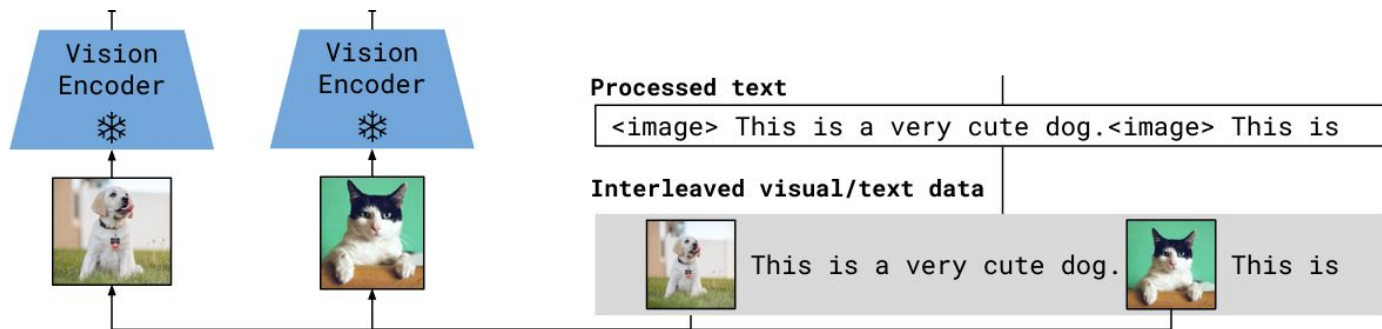 Vision
Encoder
Vision
Encoder
Processed text
<image> This is a very cute dog.<image> This is
Interleaved visual/text data
This is a very cute dog.
This is